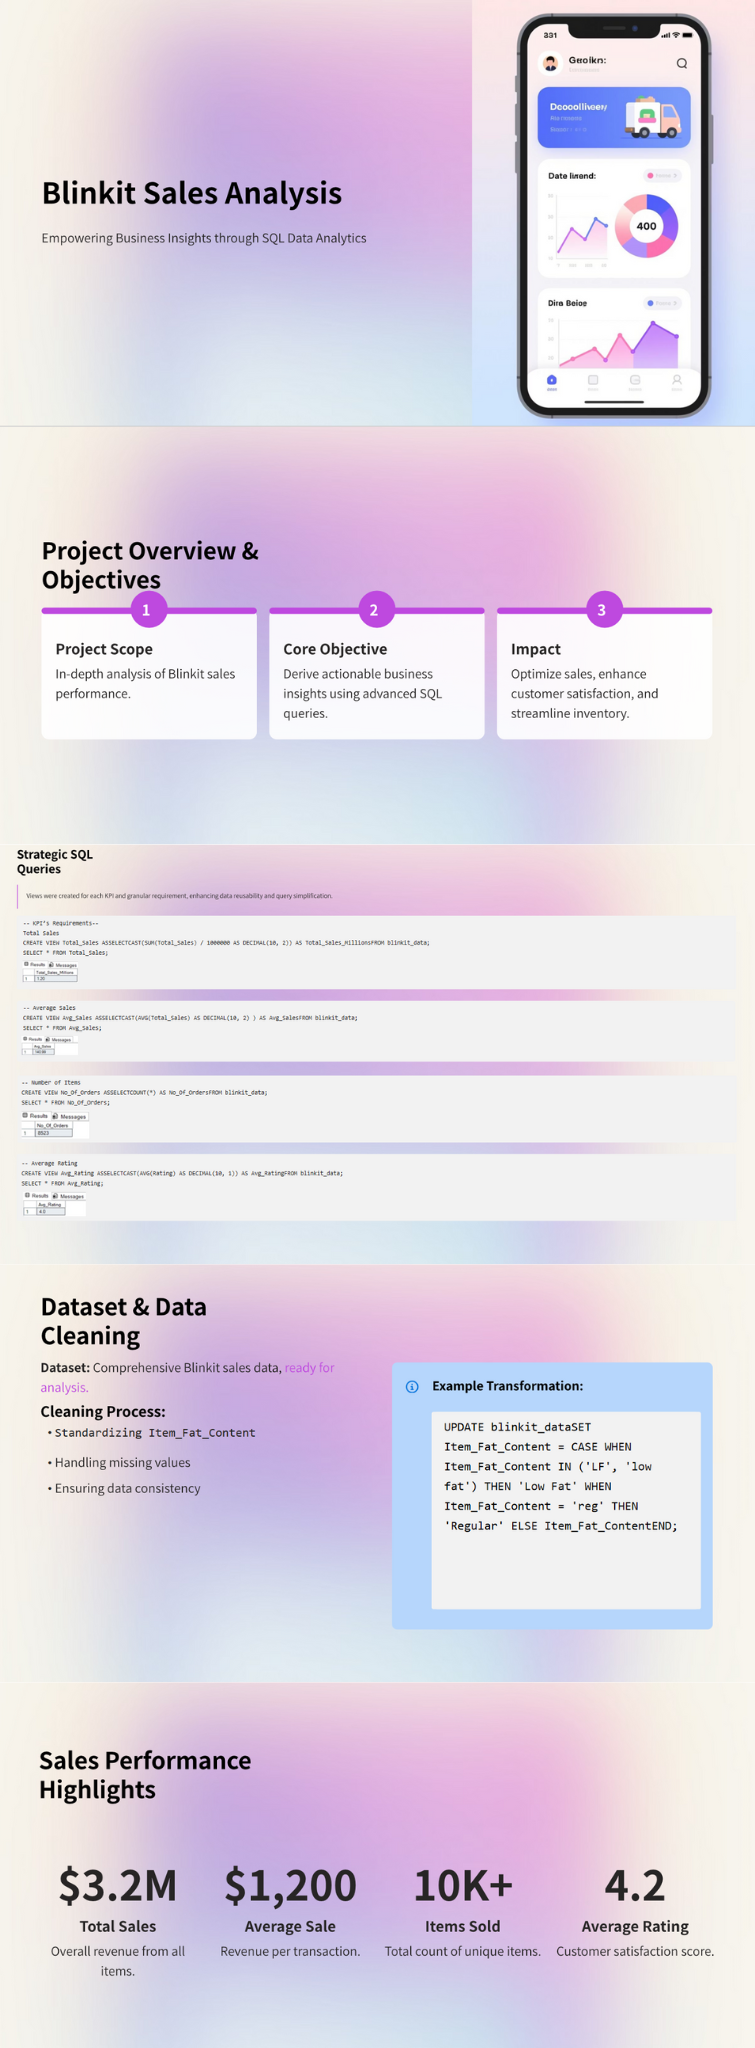 Blinkit Sales Analysis
Empowering Business Insights through SQL Data Analytics
331
Dcooolliveery
Date linend:
400
Dira Beioe
Project Overview &
Objectives
1
Project Scope
In-depth analysis of Blinkit sales
performance.
2
Core Objective
Derive actionable business
insights using advanced SQL
queries.
3
Impact
Optimize sales, enhance
customer satisfaction, and
streamline inventory.
Strategic SQL
Queries
Views were created for each KPI and granular requirement, enhancing data reusability and query simplification.
-- KPI's Requirements--
Total Sales
CREATE VIEW Total_Sales ASSELECTCAST(SUM(Total_Sales) / 1000000 AS DECIMAL(10, 2)) AS Total_Sales_MillionsFROM blinkit_data;
SELECT * FROM Total_Sales;
Results Messages
Total_Sales_Millions
1 1.20
-- Average Sales
CREATE VIEW Avg_Sales ASSELECTCAST(AVG(Total_Sales) AS DECIMAL(10, 2) ) AS Avg_SalesFROM blinkit_data;
SELECT * FROM Avg_Sales;
Results Messages
Avg_Sales
1
-- Number of Items
CREATE VIEW No_Of_Orders ASSELECTCOUNT(*) AS No_Of_OrdersFROM blinkit_data;
SELECT * FROM No_Of_Orders;
Results Messages
No_Of_Orders
1 8523
-- Average Rating
CREATE VIEW Avg_Rating ASSELECTCAST(AVG(Rating) AS DECIMAL(10, 1)) AS Avg_RatingFROM blinkit_data;
SELECT * FROM Avg_Rating;
Results Messages
Avg_Rating
1 4.0
Dataset & Data
Cleaning
Dataset: Comprehensive Blinkit sales data, ready for
analysis.
Cleaning Process:
• Standardizing Item_Fat_Content
• Handling missing values
• Ensuring data consistency
Example Transformation:
UPDATE blinkit_dataSET
Item_Fat_Content = CASE WHEN
Item_Fat_Content IN ('LF', 'low
fat') THEN 'Low Fat' WHEN
Item_Fat_Content = 'reg' THEN
'Regular' ELSE Item_Fat_ContentEND;
Sales Performance
Highlights
$3.2M
Total Sales
Overall revenue from all
items.
$1,200
Average Sale
Revenue per transaction.
10K+
Items Sold
Total count of unique items.
4.2
Average Rating
Customer satisfaction score.